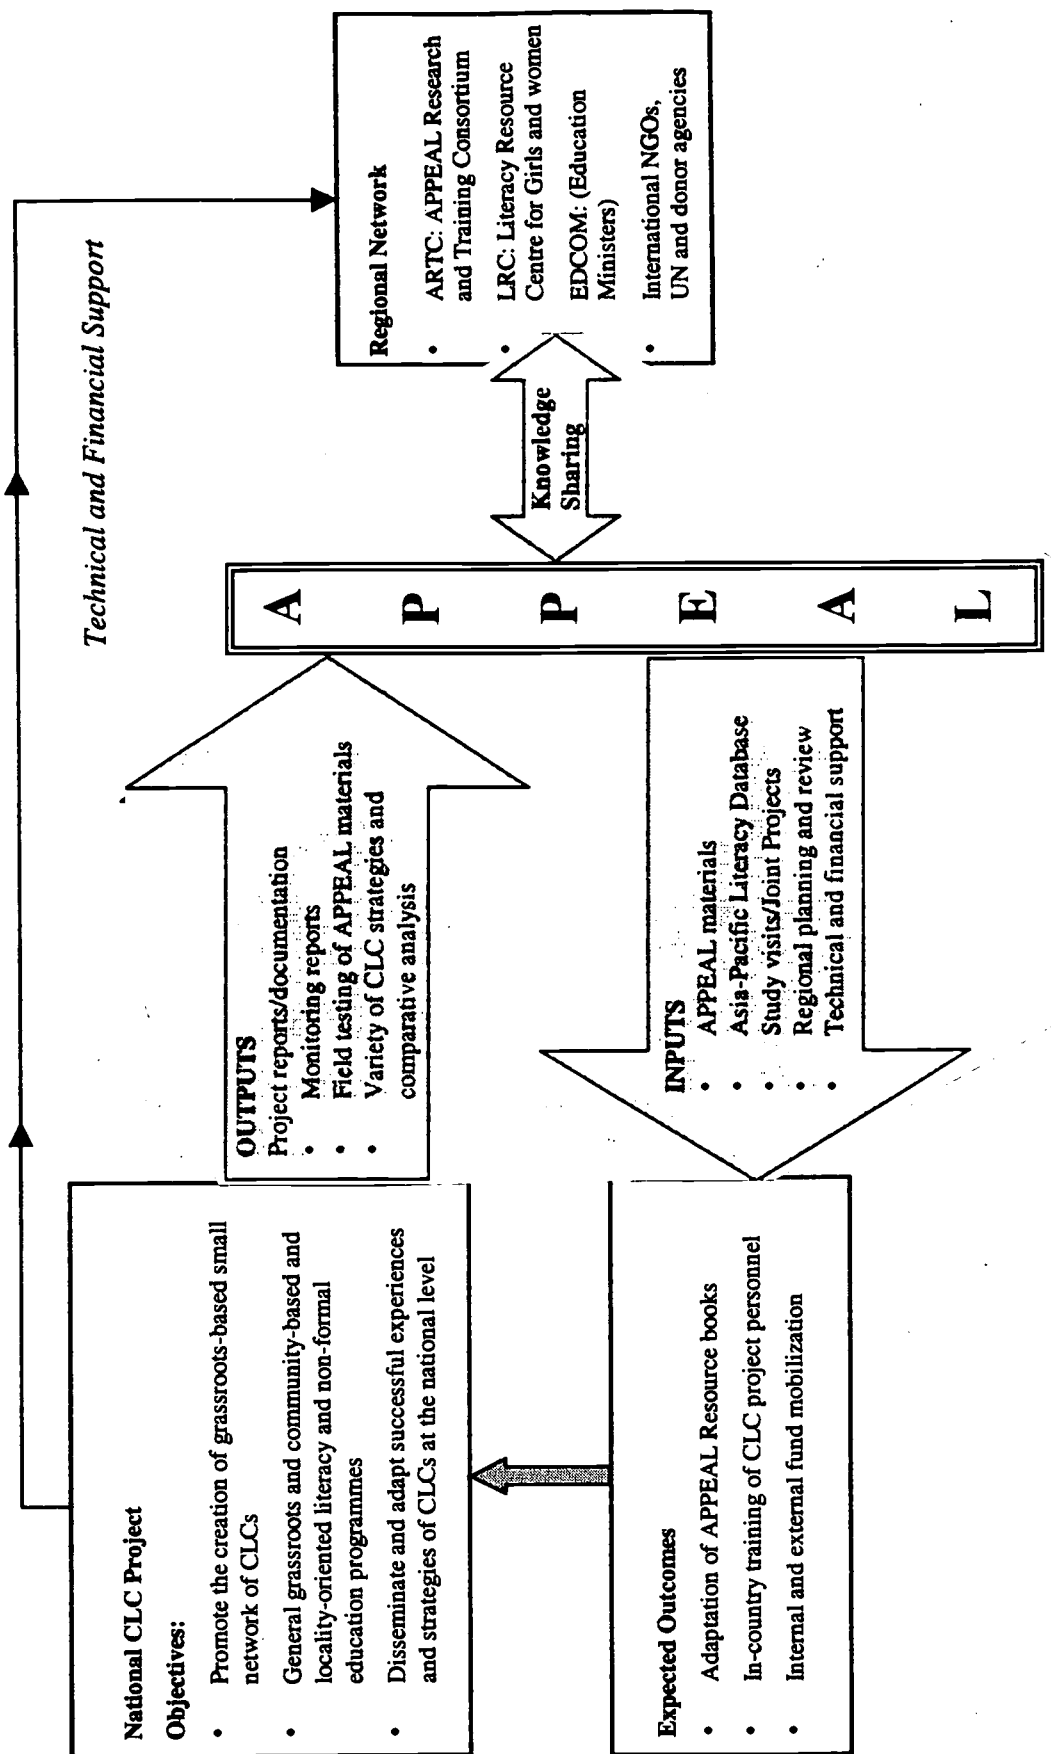 Technical and Financial Support
National CLC Project
Objectives:
• Promote the creation of grassroots-based small
network of CLCs
• General grassroots and community-based and
locality-oriented literacy and non-formal
education programmes
• Disseminate and adapt successful experiences
and strategies of CLCs at the national level
OUTPUTS
Project reports/documentation
• Monitoring reports
• Field testing of APPEAL materials
• Variety of CLC strategies and
comparative analysis
A
P
P
E
A
L
Knowledge
Sharing
Regional Network
• ARTC: APPEAL Research
and Training Consortium
• LRC: Literacy Resource
Centre for Girls and women
EDCOM: (Education
Ministers)
• International NGOs,
UN and donor agencies
Expected Outcomes
• Adaptation of APPEAL Resource books
• In-country training of CLC project personnel
• Internal and external fund mobilization
INPUTS
• APPEAL materials
• Asia-Pacific Literacy Database
• Study visits/Joint Projects
• Regional planning and review
• Technical and financial support